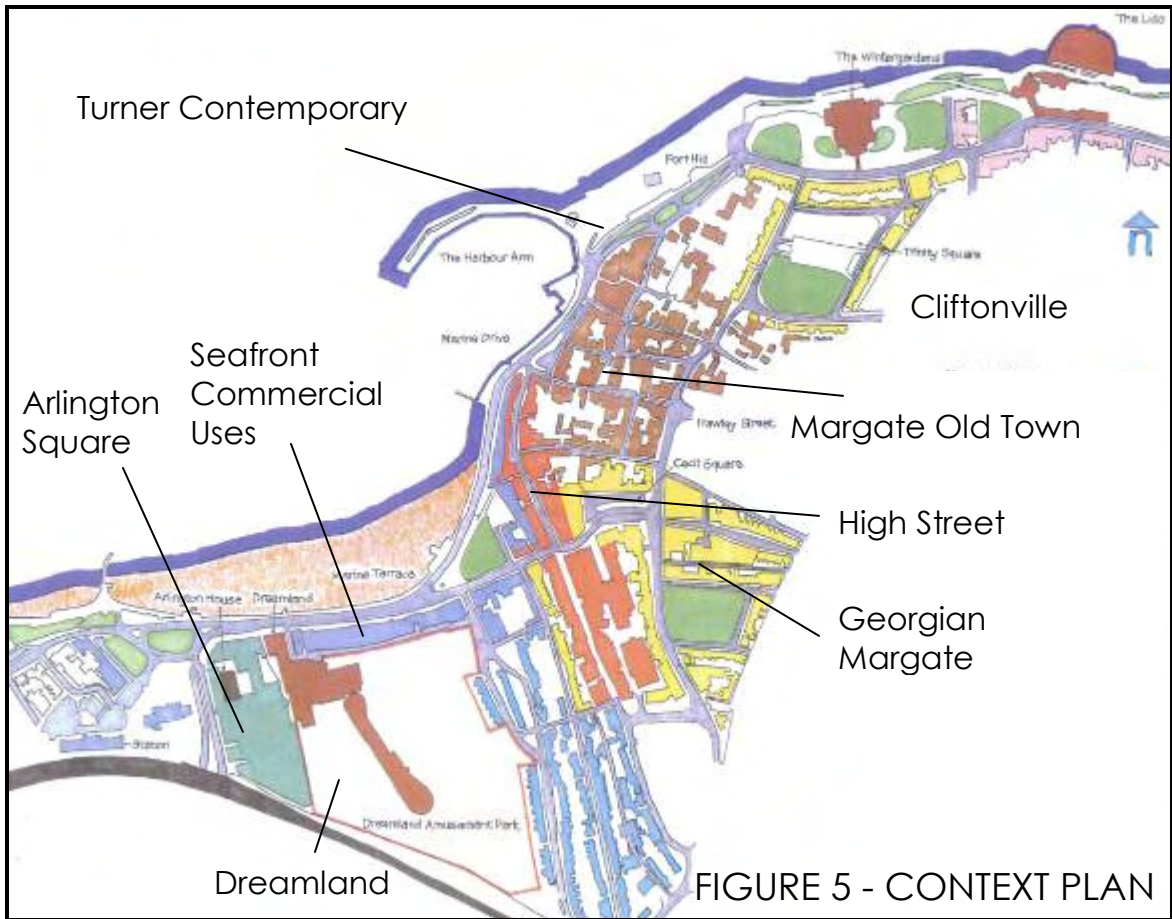 The Lido
The Wintergardens
Turner Contemporary
Fort Hill
n
The Harbour Arm
Trinity Square
Cliftonville
Marine Drive
Seafront
Commercial
Uses
Arlington
Square
Hawley Street
Margate Old Town
Cecil Square
High Street
Marine Terrace
Arlington House
Dreamland
Georgian
Margate
Station
Dreamland Amusement Park
Dreamland
FIGURE 5 - CONTEXT PLAN